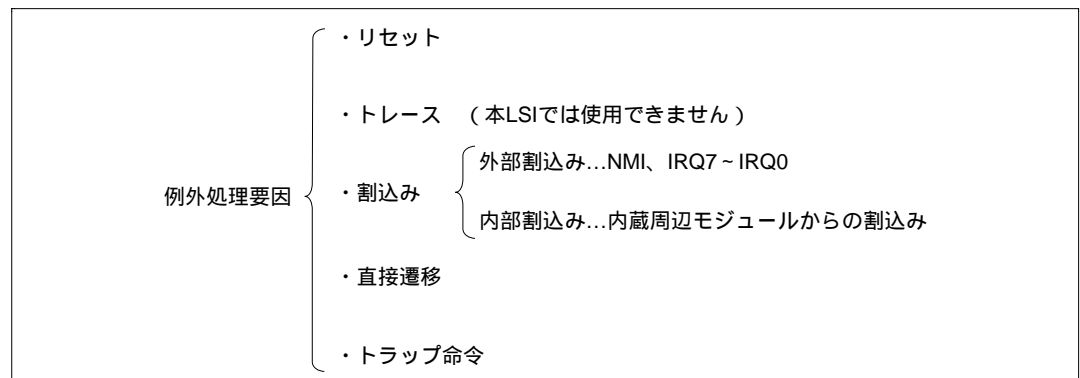 ・リセット
・トレース （本LSIでは使用できません）
外部割込み…NMI、IRQ7～IRQ0
例外処理要因
・割込み
内部割込み…内蔵周辺モジュールからの割込み
・直接遷移
・トラップ命令